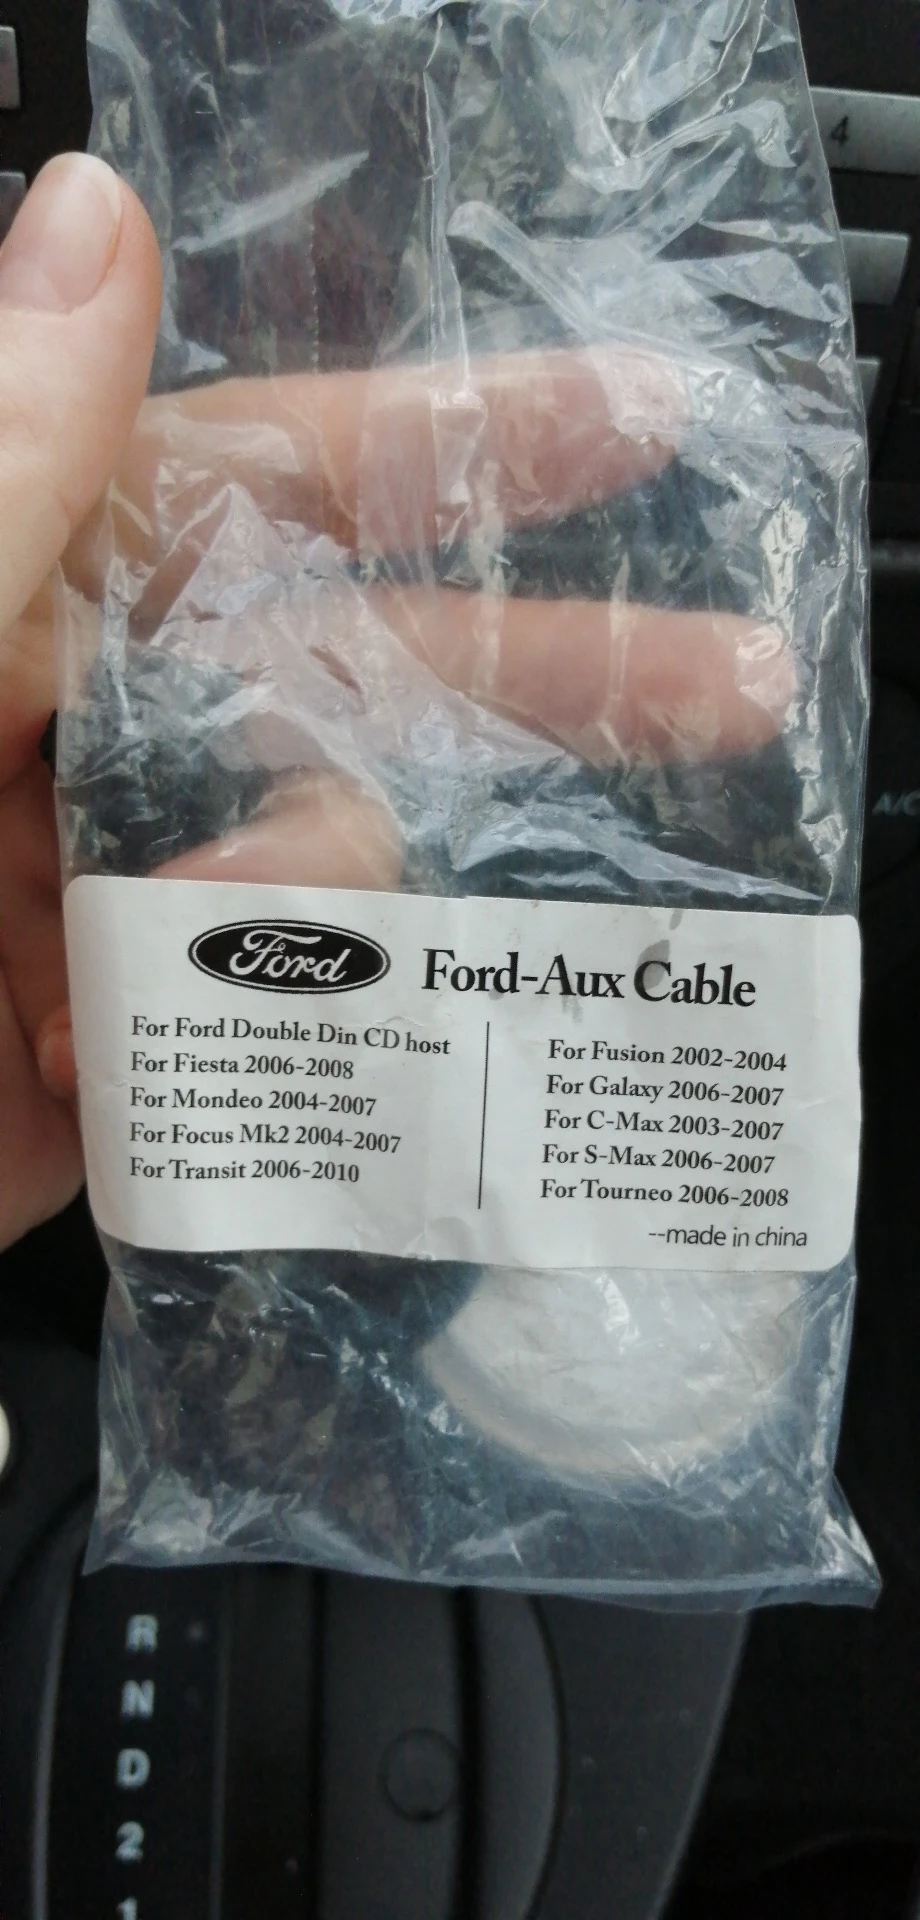 4
A/C
Ford
Ford-Aux Cable
For Ford Double Din CD host
For Fiesta 2006-2008
For Mondeo 2004-2007
For Focus Mk2 2004-2007
For Transit 2006-2010
For Fusion 2002-2004
For Galaxy 2006-2007
For C-Max 2003-2007
For S-Max 2006-2007
For Tourneo 2006-2008
--made in china
R
N
D
2
1